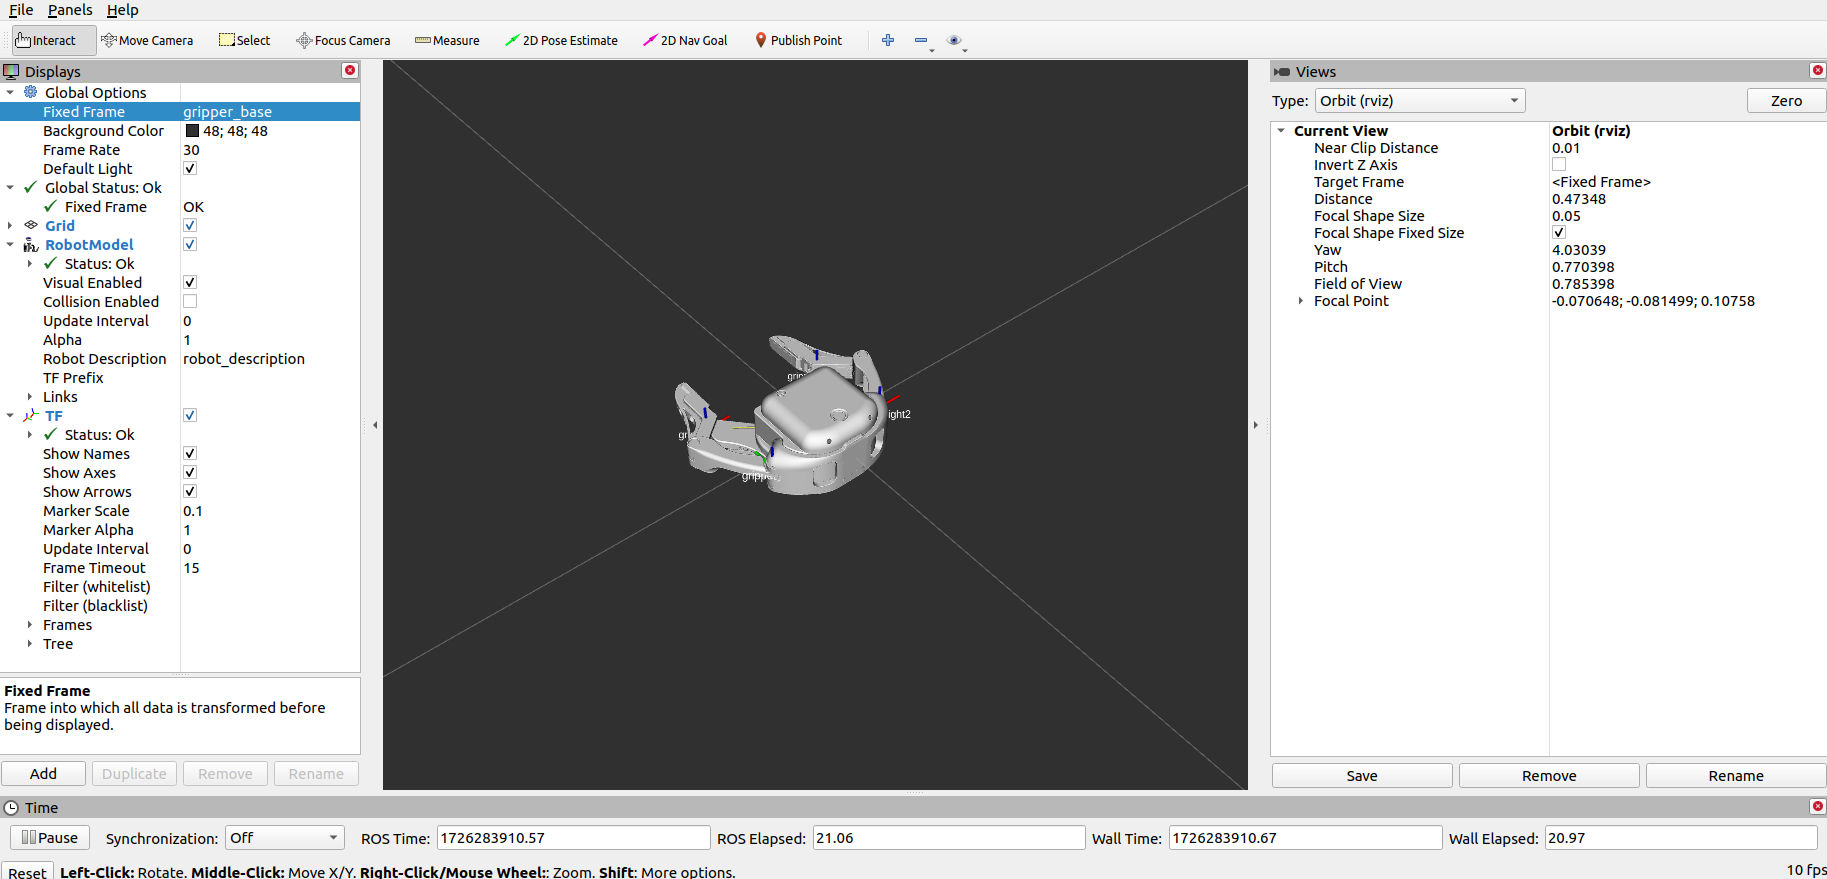 File Panels Help
Interact Move Camera Select Focus Camera Measure 2D Pose Estimate 2D Nav Goal Publish Point
Displays
Global Options
Fixed Frame gripper_base
Background Color 48; 48; 48
Frame Rate 30
Default Light
Global Status: Ok
Fixed Frame OK
Grid
RobotModel
Status: Ok
Visual Enabled
Collision Enabled
Update Interval 0
Alpha 1
Robot Description robot_description
TF Prefix
Links
TF
Status: Ok
Show Names
Show Axes
Show Arrows
Marker Scale 0.1
Marker Alpha 1
Update Interval 0
Frame Timeout 15
Filter (whitelist)
Filter (blacklist)
Frames
Tree
Fixed Frame
Frame into which all data is transformed before
being displayed.
Add Duplicate Remove Rename
ight2
Views
Type: Orbit (rviz) Zero
Current View Orbit (rviz)
Near Clip Distance 0.01
Invert Z Axis
Target Frame <Fixed Frame>
Distance 0.47348
Focal Shape Size 0.05
Focal Shape Fixed Size
Yaw 4.03039
Pitch 0.770398
Field of View 0.785398
Focal Point -0.070648; -0.081499; 0.10758
Save Remove Rename
Time
Pause Synchronization: Off ROS Time: 1726283910.57 ROS Elapsed: 21.06 Wall Time: 1726283910.67 Wall Elapsed: 20.97
Reset Left-Click: Rotate. Middle-Click: Move X/Y. Right-Click/Mouse Wheel:: Zoom. Shift: More options. 10 fps